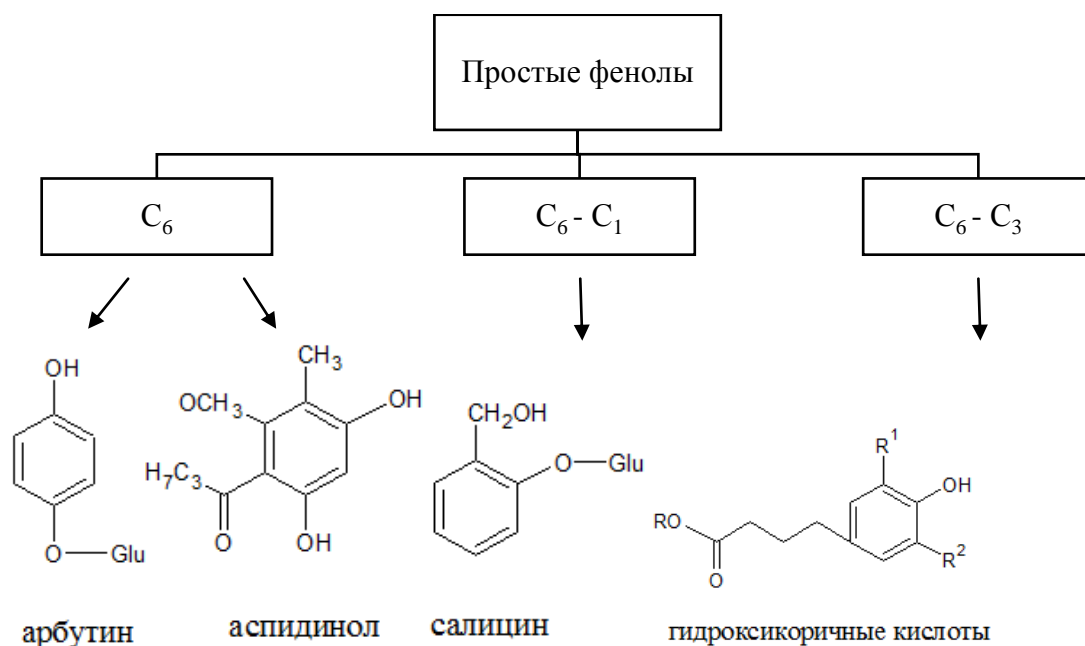 Простые фенолы
C₆
C₆ - C₁
C₆ - C₃
OH
O—Glu
CH₃
OCH₃
OH
H₇C₃
O
OH
CH₂OH
O—Glu
R¹
OH
RO
R²
O
арбутин
аспидинол
салицин
гидроксикоричные кислоты